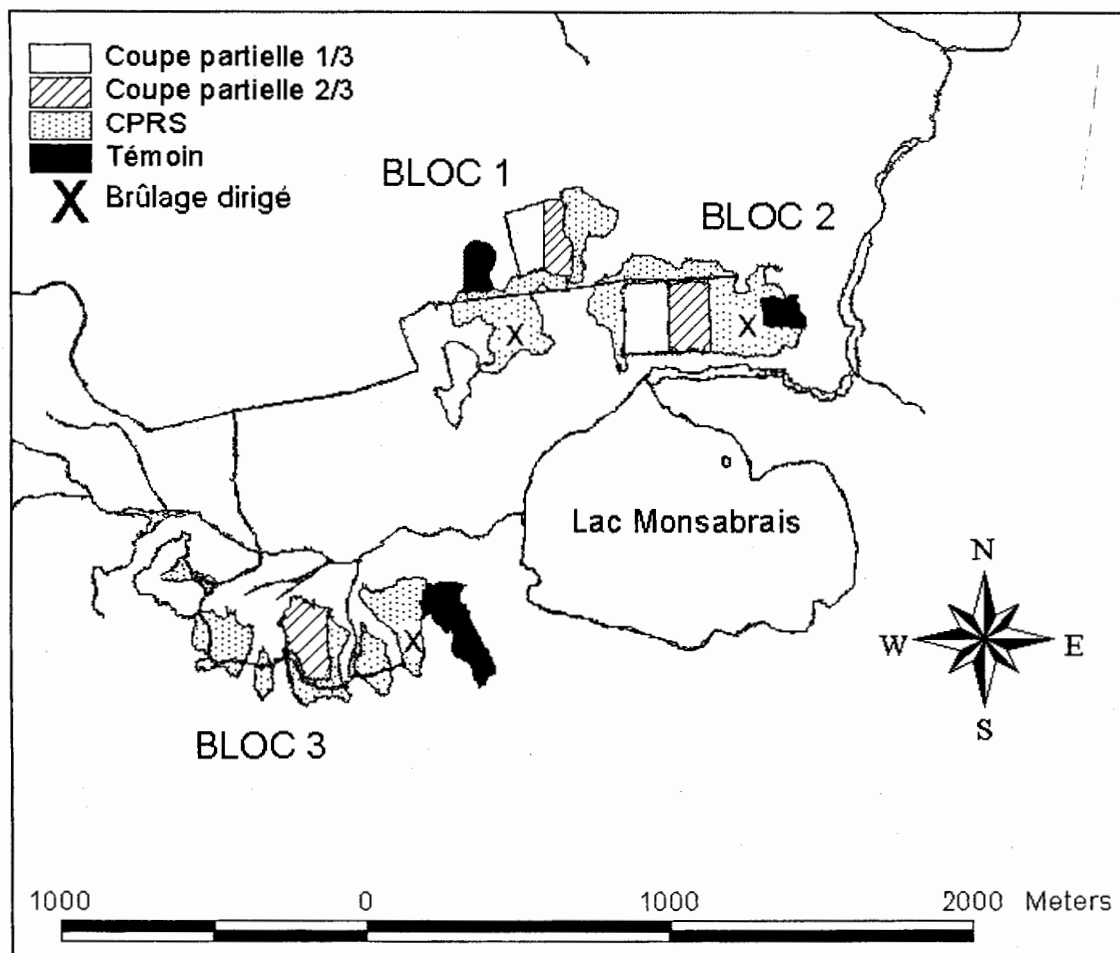 Coupe partielle 1/3
Coupe partielle 2/3
CPRS
Témoin
X Brûlage dirigé
BLOC 1
BLOC 2
X
X
Lac Monsabrais
N
W E
S
X
BLOC 3
1000 0 1000 2000 Meters